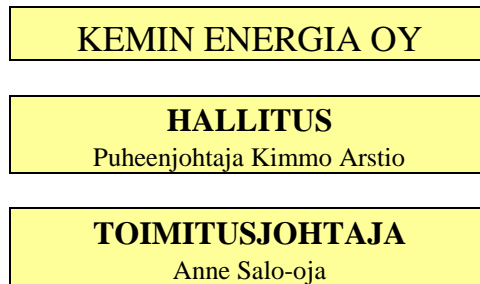 KEMIN ENERGIA OY
HALLITUS
Puheenjohtaja Kimmo Arstio
TOIMITUSJOHTAJA
Anne Salo-oja